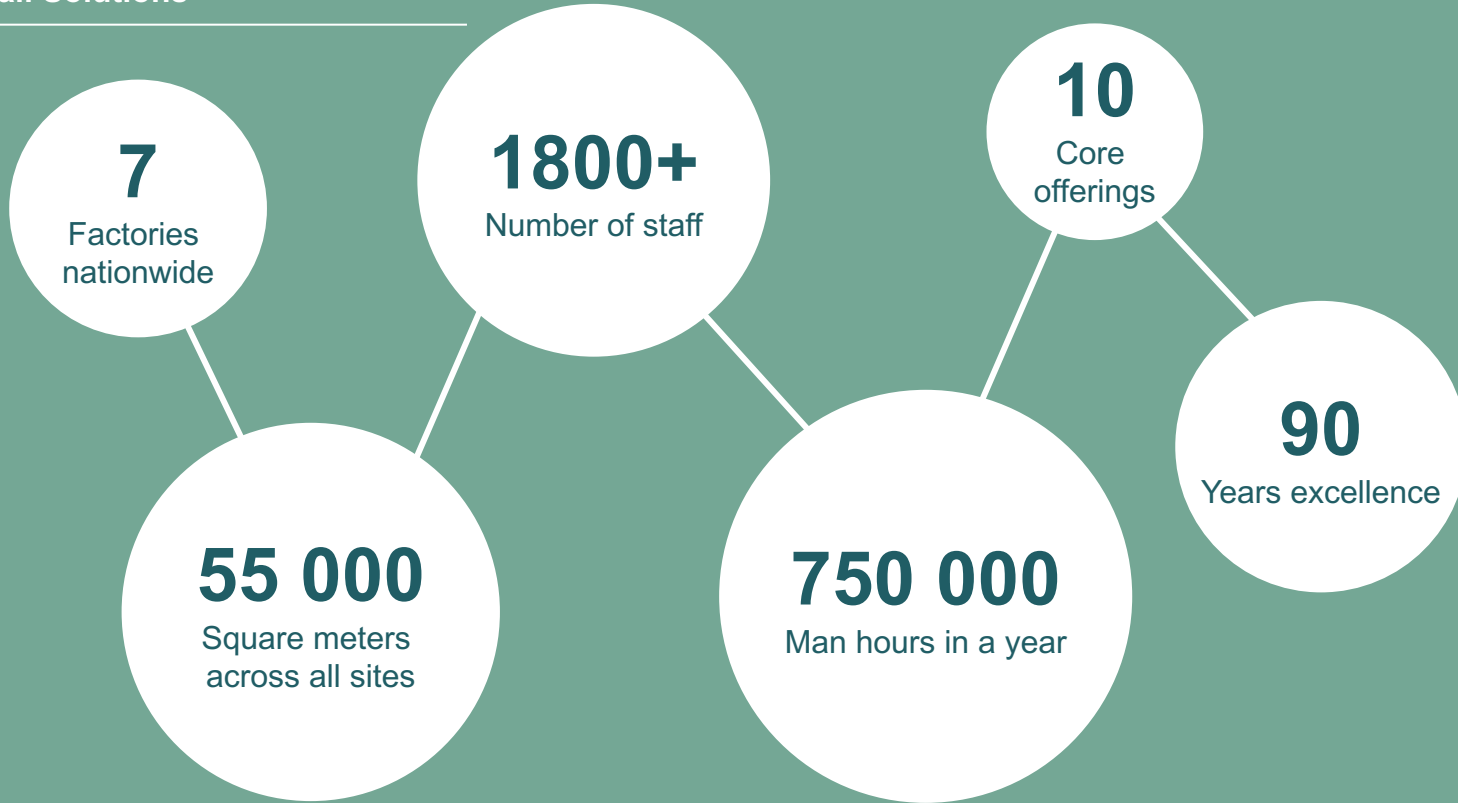 Solutions
7
Factories
nationwide
1800+
Number of staff
10
Core
offerings
55 000
Square meters
across all sites
750 000
Man hours in a year
90
Years excellence